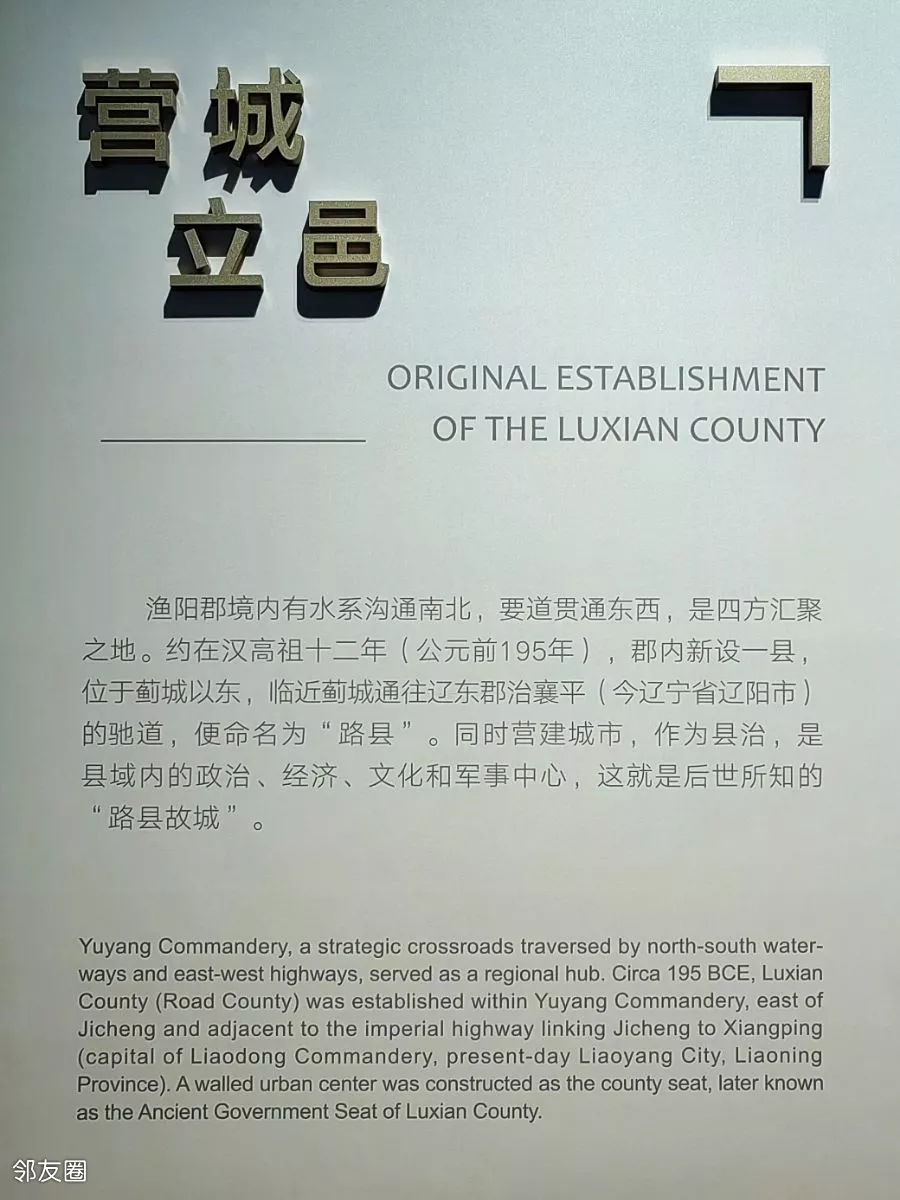 营城
立邑
ORIGINAL ESTABLISHMENT
OF THE LUXIAN COUNTY
渔阳郡境内有水系沟通南北，要道贯通东西，是四方汇聚
之地。约在汉高祖十二年（公元前195年），郡内新设一县，
位于蓟城以东，临近蓟城通往辽东郡治襄平（今辽宁省辽阳市）
的驰道，便命名为“路县”。同时营建城市，作为县治，是
县域内的政治、经济、文化和军事中心，这就是后世所知的
“路县故城”。
Yuyang Commandery, a strategic crossroads traversed by north-south water-
ways and east-west highways, served as a regional hub. Circa 195 BCE, Luxian
County (Road County) was established within Yuyang Commandery, east of
Jicheng and adjacent to the imperial highway linking Jicheng to Xiangping
(capital of Liaodong Commandery, present-day Liaoyang City, Liaoning
Province). A walled urban center was constructed as the county seat, later known
as the Ancient Government Seat of Luxian County.
邻友圈